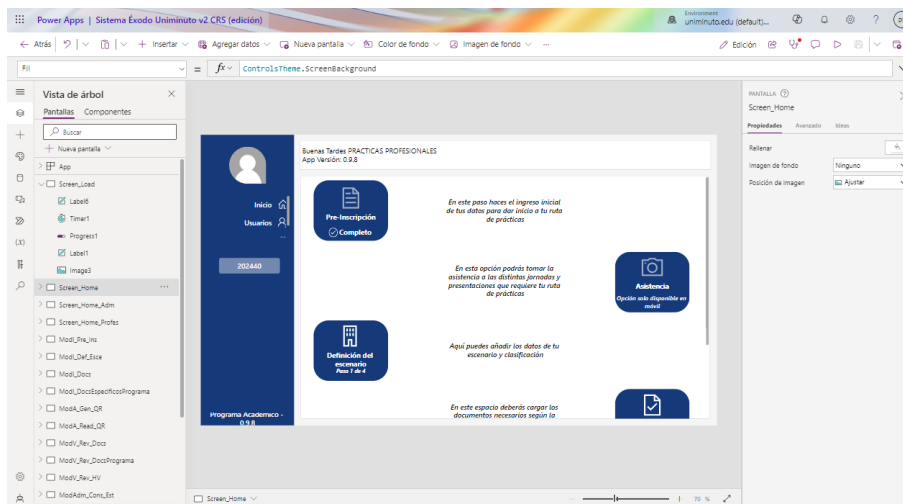 Power Apps | Sistema Éxodo Uniminuto v2 CRS (edición)
Environment
uniminuto.edu (default)...
Atrás
Insertar
Agregar datos
Nueva pantalla
Color de fondo
Imagen de fondo
...
Edición
Fill
=
fx
ControlsTheme.ScreenBackground
Vista de árbol
Pantallas
Componentes
Buscar
Nueva pantalla
App
Screen_Load
Label6
Timer1
Progress1
Label1
Image3
Screen_Home
...
Screen_Home_Adm
Screen_Home_Profes
ModI_Pre_Ins
ModI_Def_Esce
ModI_Docs
ModI_DocsEspecificosPrograma
ModA_Gen_QR
ModA_Read_QR
ModV_Rev_Docs
ModV_Rev_DocsPrograma
ModV_Rev_HV
ModAdm_Cons_Est
Inicio
Usuarios
...
202440
Programa Academico -
0.9.8
Buenas Tardes PRACTICAS PROFESIONALES
App Versión: 0.9.8
Pre-Inscripción
Completo
En este paso haces el ingreso inicial
de tus datos para dar inicio a tu ruta
de prácticas
En esta opción podrás tomar la
asistencia a las distintas jornadas y
presentaciones que requiere tu ruta
de prácticas
Asistencia
Opción solo disponible en
móvil
Definición del
escenario
Paso 1 de 4
Aquí puedes añadir los datos de tu
escenario y clasificación
En este espacio deberás cargar los
documentos necesarios según la
PANTALLA
Screen_Home
Propiedades
Avanzado
Ideas
Rellenar
Imagen de fondo
Ninguno
Posición de imagen
Ajustar
Screen_Home
70 %